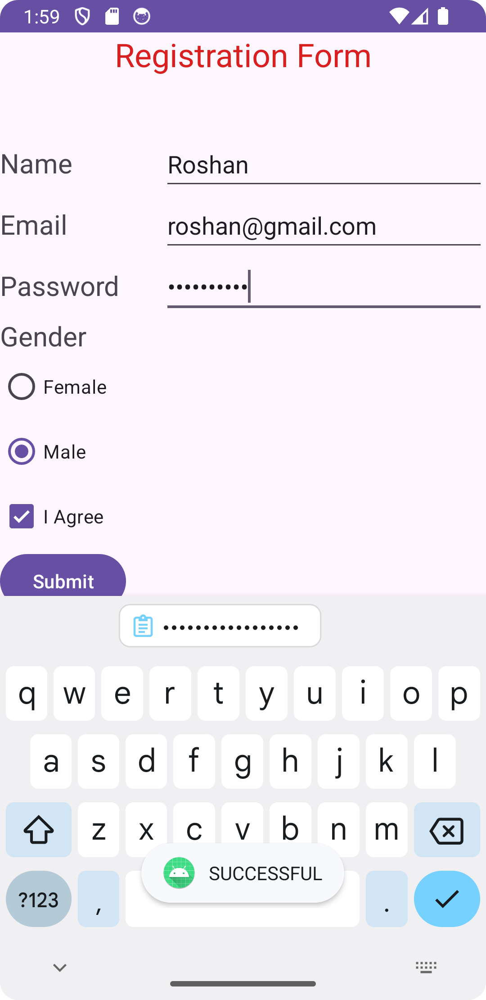 1:59
Registration Form
Name Roshan
Email roshan@gmail.com
Password ••••••••••
Gender
Female
Male
I Agree
Submit
•••••••••••••••••
q w e r t y u i o p
a s d f g h j k l
z x c v b n m
SUCCESSFUL
?123 , .